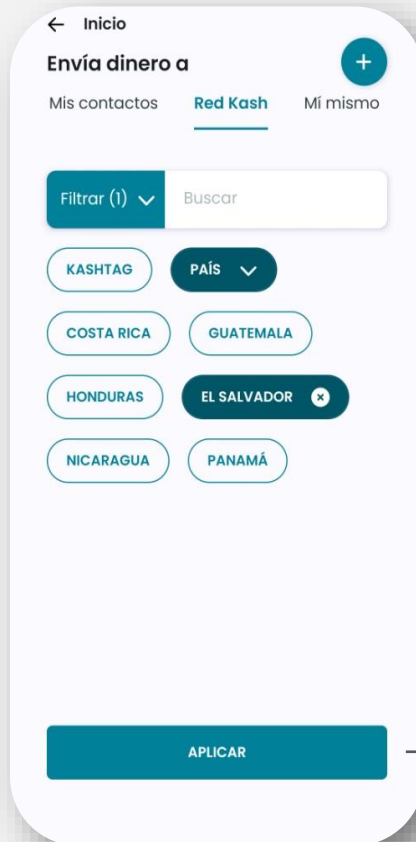 Inicio
Envía dinero a
Mis contactos Red Kash Mí mismo
Filtrar (1) Buscar
KASHTAG PAÍS
COSTA RICA GUATEMALA
HONDURAS EL SALVADOR
NICARAGUA PANAMÁ
APLICAR